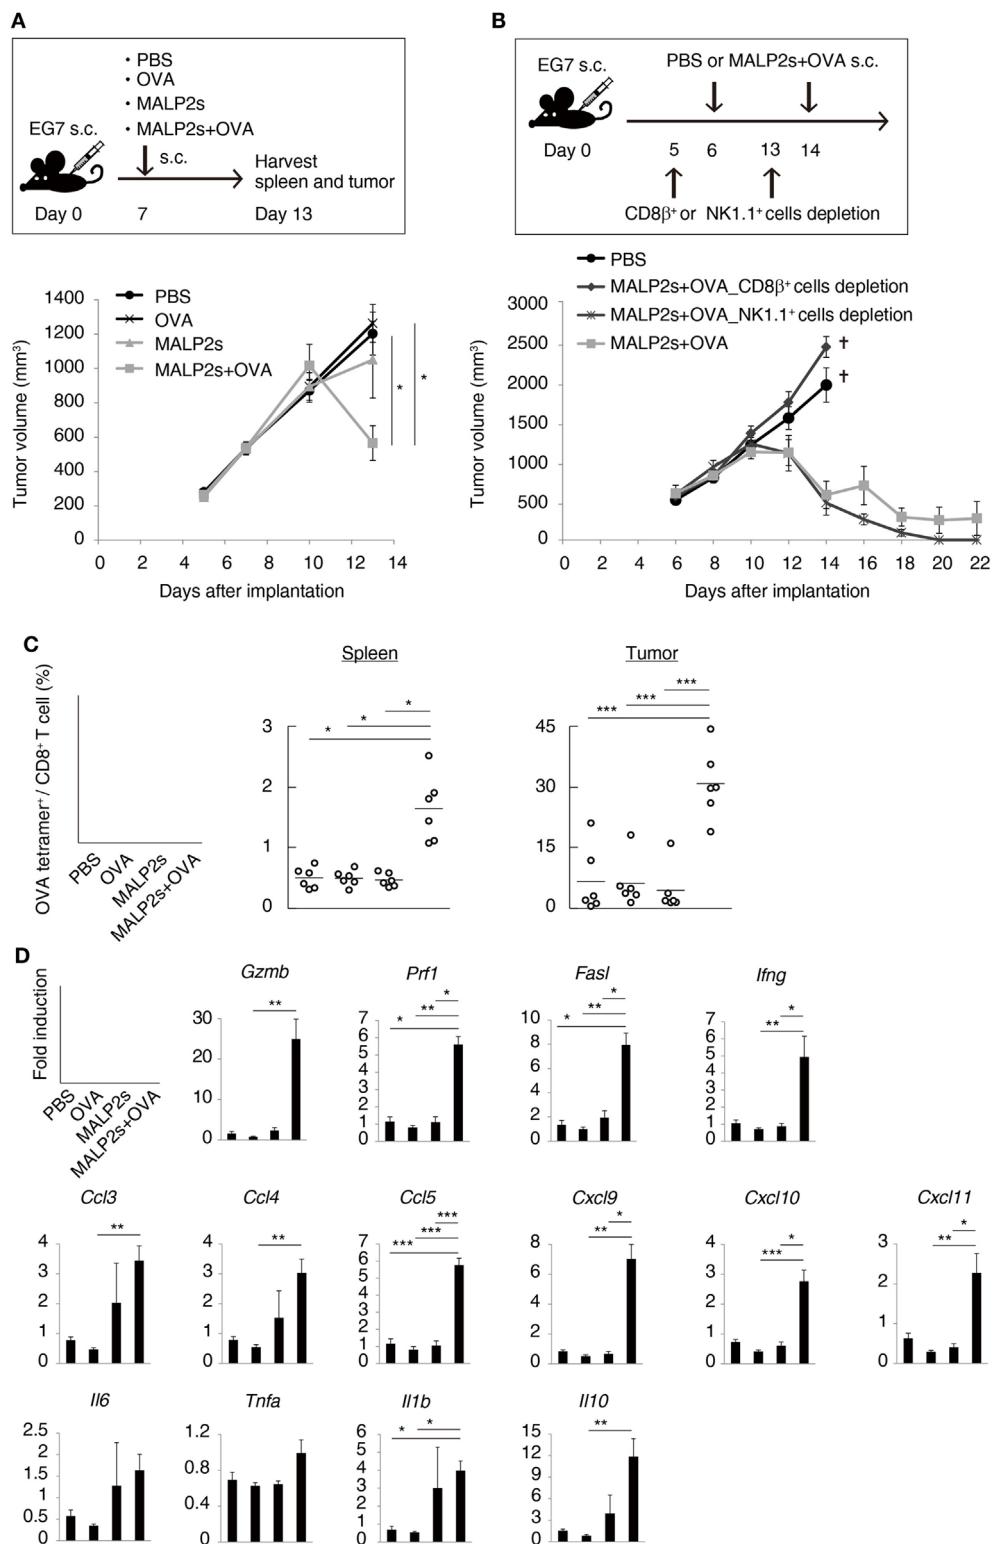 A
• PBS
• OVA
• MALP2s
• MALP2s+OVA
EG7 s.c.
s.c.
Harvest
spleen and tumor
Day 0
7
Day 13
PBS
OVA
MALP2s
MALP2s+OVA
Tumor volume (mm³)
1400
1200
1000
800
600
400
200
0
*
*
0 2 4 6 8 10 12 14
Days after implantation
B
EG7 s.c.
PBS or MALP2s+OVA s.c.
Day 0
5 6 13 14
CD8β⁺ or NK1.1⁺ cells depletion
PBS
MALP2s+OVA_CD8β⁺ cells depletion
MALP2s+OVA_NK1.1⁺ cells depletion
MALP2s+OVA
Tumor volume (mm³)
3000
2500
2000
1500
1000
500
0
†
†
0 2 4 6 8 10 12 14 16 18 20 22
Days after implantation
C
OVA tetramer⁺ / CD8⁺ T cell (%)
PBS
OVA
MALP2s
MALP2s+OVA
Spleen
*
*
*
3
2
1
0
Tumor
***
***
***
45
30
15
0
D
Fold induction
PBS
OVA
MALP2s
MALP2s+OVA
Gzmb
**
30
20
10
0
Prf1
*
**
*
7
6
5
4
3
2
1
0
Fasl
*
**
*
10
8
6
4
2
0
Ifng
*
**
7
6
5
4
3
2
1
0
Ccl3
**
4
3
2
1
0
Ccl4
**
4
3
2
1
0
Ccl5
***
***
***
7
6
5
4
3
2
1
0
Cxcl9
*
**
8
6
4
2
0
Cxcl10
*
***
4
3
2
1
0
Cxcl11
*
**
3
2
1
0
Il6
2.5
2
1.5
1
0.5
0
Tnfa
1.2
0.8
0.4
0
Il1b
*
*
6
5
4
3
2
1
0
Il10
**
15
12
9
6
3
0